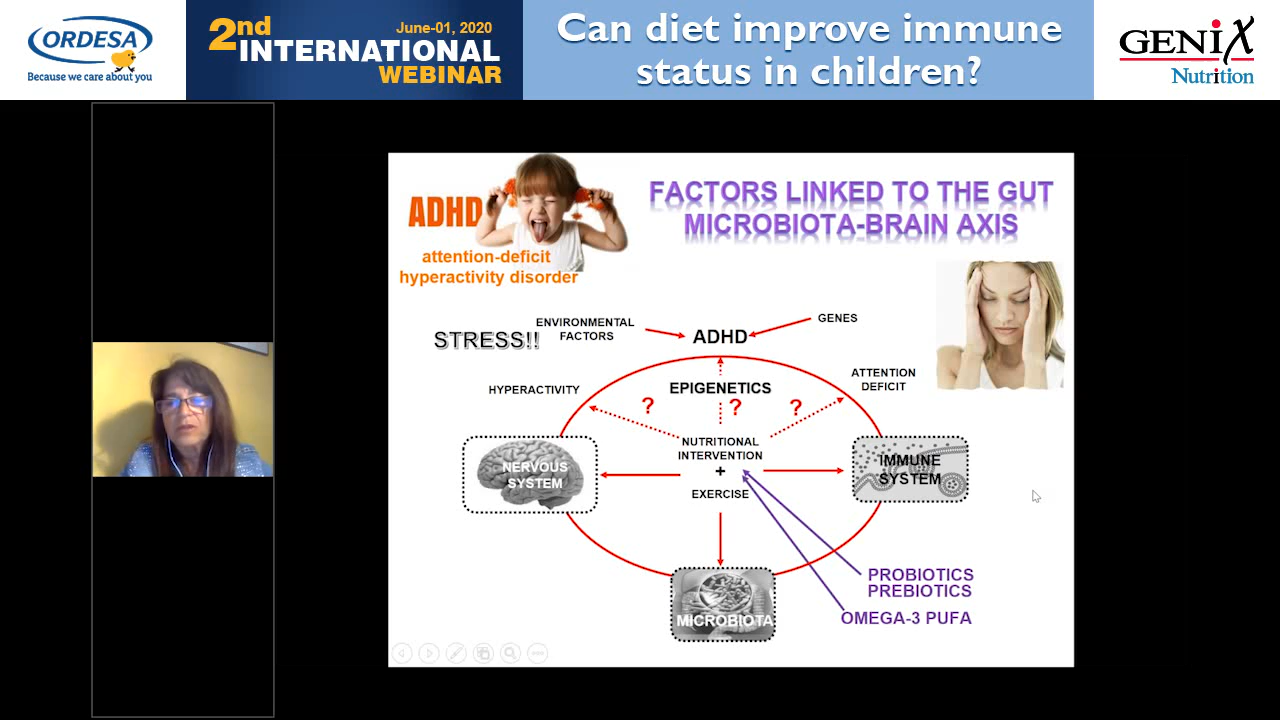 ORDESA
Because we care about you
2nd
June-01, 2020
INTERNATIONAL
WEBINAR
Can diet improve immune
status in children?
GENiX
Nutrition
ADHD
attention-deficit
hyperactivity disorder
FACTORS LINKED TO THE GUT
MICROBIOTA-BRAIN AXIS
STRESS!!
ENVIRONMENTAL
FACTORS
ADHD
GENES
HYPERACTIVITY
EPIGENETICS
ATTENTION
DEFICIT
? ? ?
NUTRITIONAL
INTERVENTION
+
EXERCISE
NERVOUS
SYSTEM
IMMUNE
SYSTEM
MICROBIOTA
PROBIOTICS
PREBIOTICS
OMEGA-3 PUFA